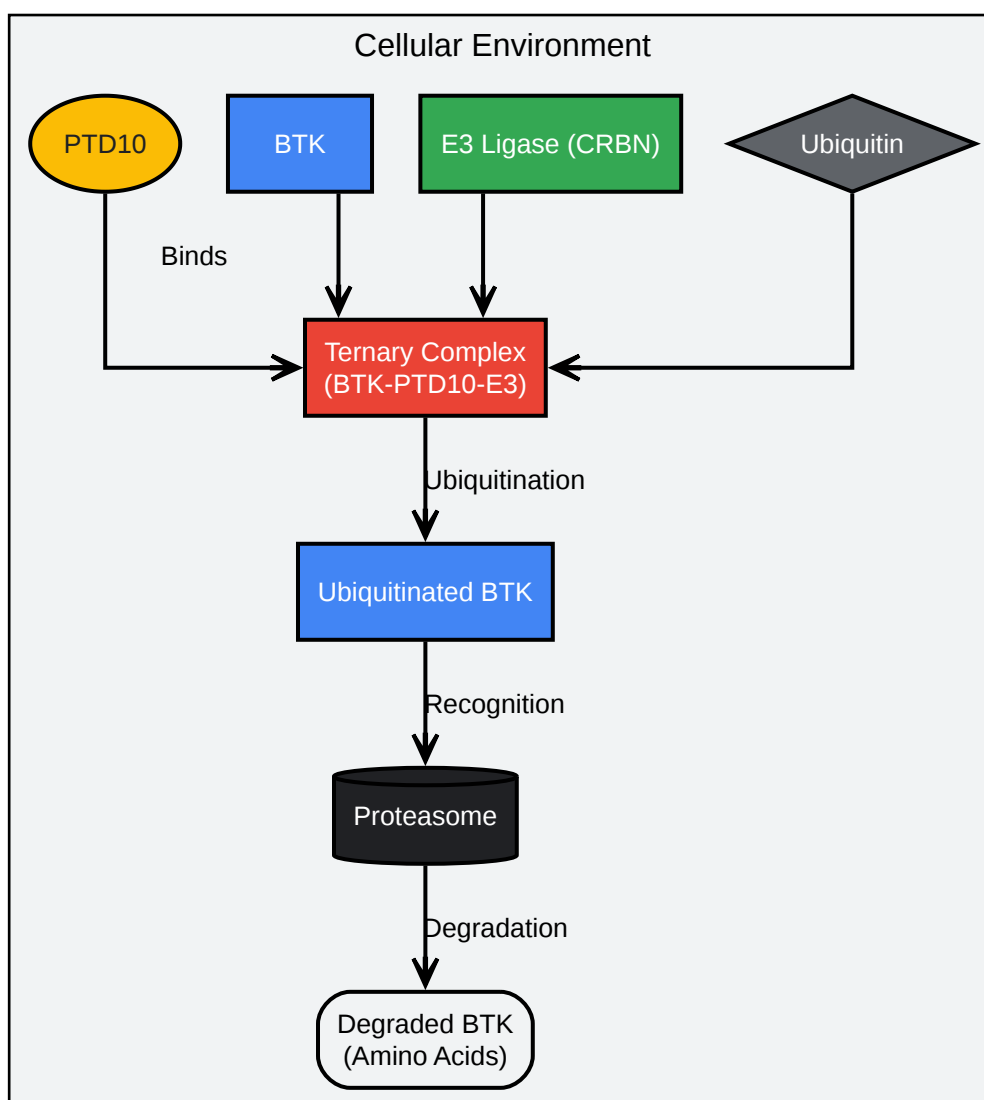 Cellular Environment
PTD10
BTK
E3 Ligase (CRBN)
Ubiquitin
Binds
Ternary Complex
(BTK-PTD10-E3)
Ubiquitination
Ubiquitinated BTK
Recognition
Proteasome
Degradation
Degraded BTK
(Amino Acids)